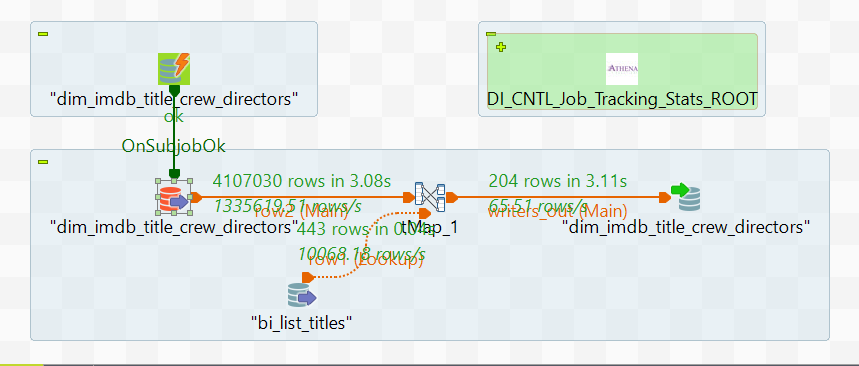 ATHENA
"dim_imdb_title_crew_directors"
DI_CNTL_Job_Tracking_Stats_ROOT
ok
OnSubjobOk
4107030 rows in 3.08s
1335619.51 rows/s
row2 (Main)
204 rows in 3.11s
65.51 rows/s
writers_out (Main)
"dim_imdb_title_crew_directors"
tMap_1
"dim_imdb_title_crew_directors"
443 rows in 0.04s
10068.18 rows/s
row1 (Lookup)
"bi_list_titles"